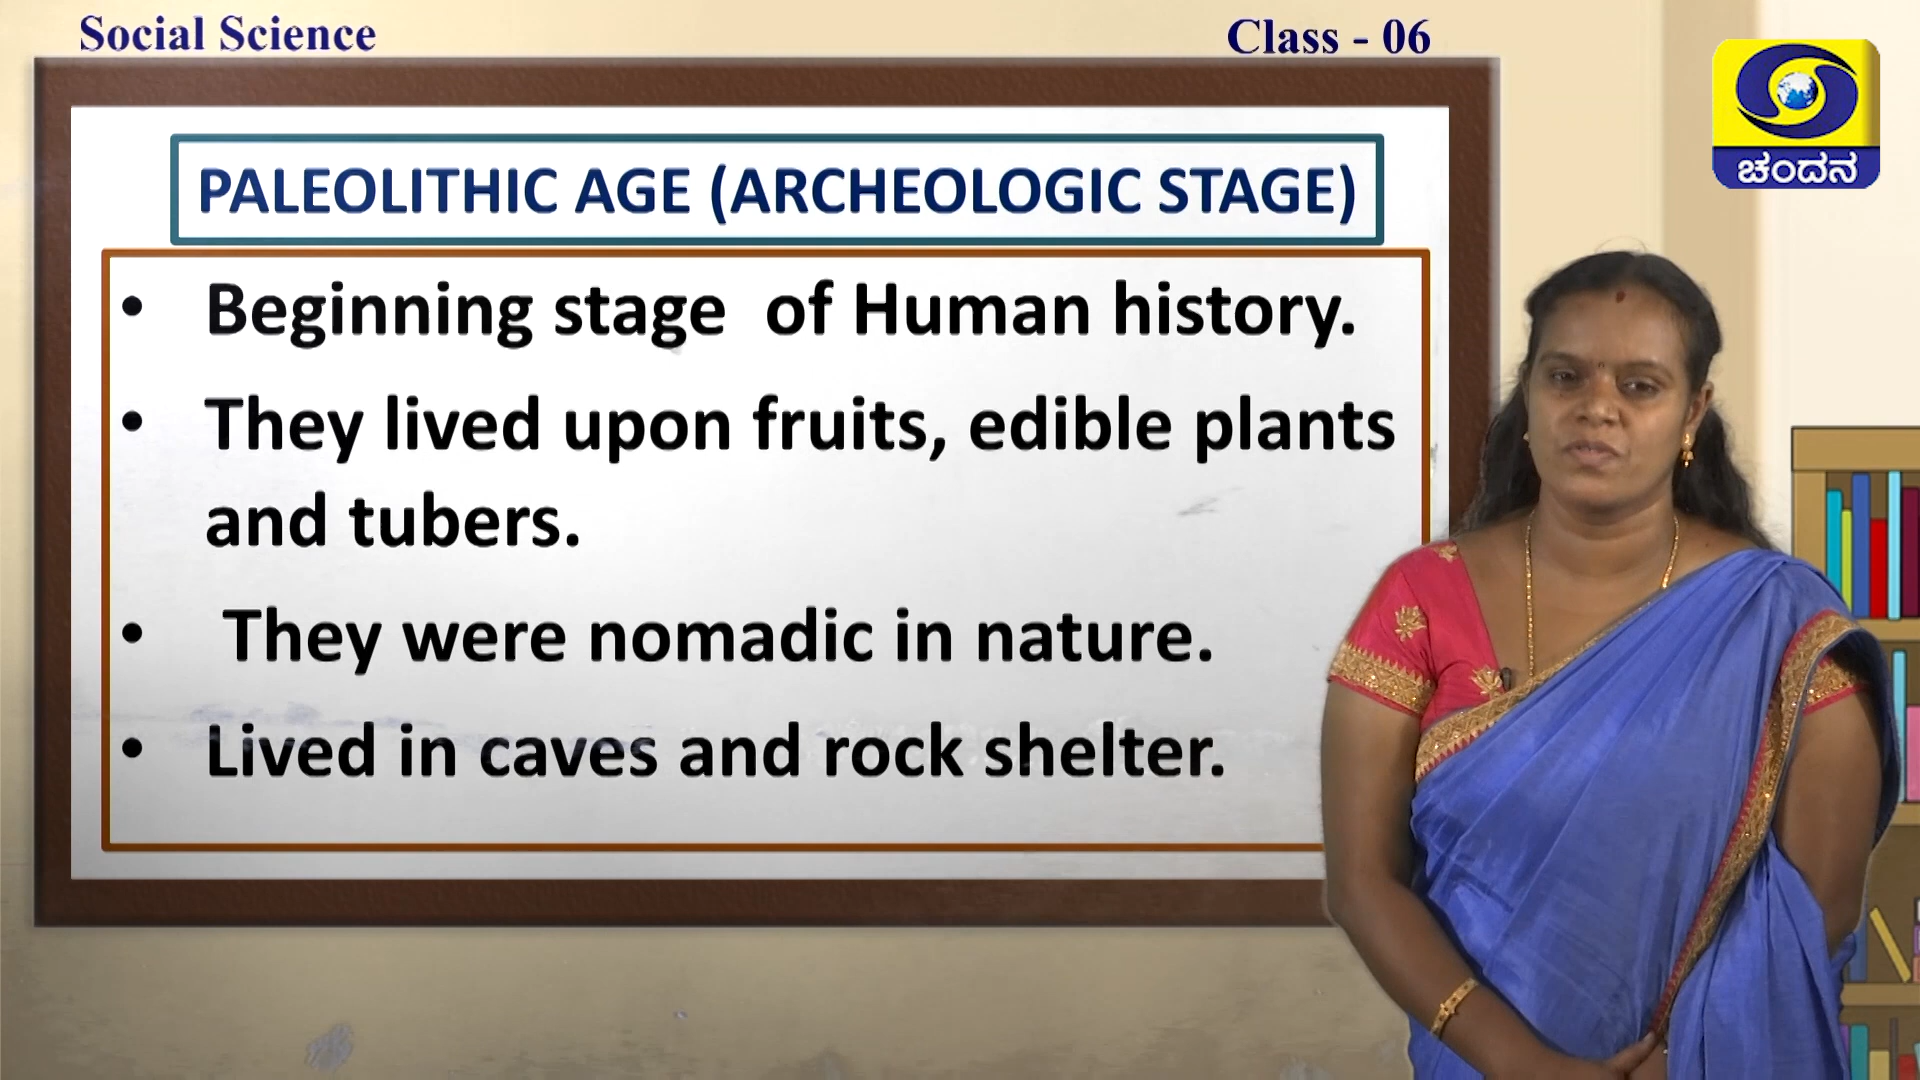 Social Science
Class - 06
ಚಂದನ
PALEOLITHIC AGE (ARCHEOLOGIC STAGE)
• Beginning stage of Human history.
• They lived upon fruits, edible plants
and tubers.
• They were nomadic in nature.
• Lived in caves and rock shelter.